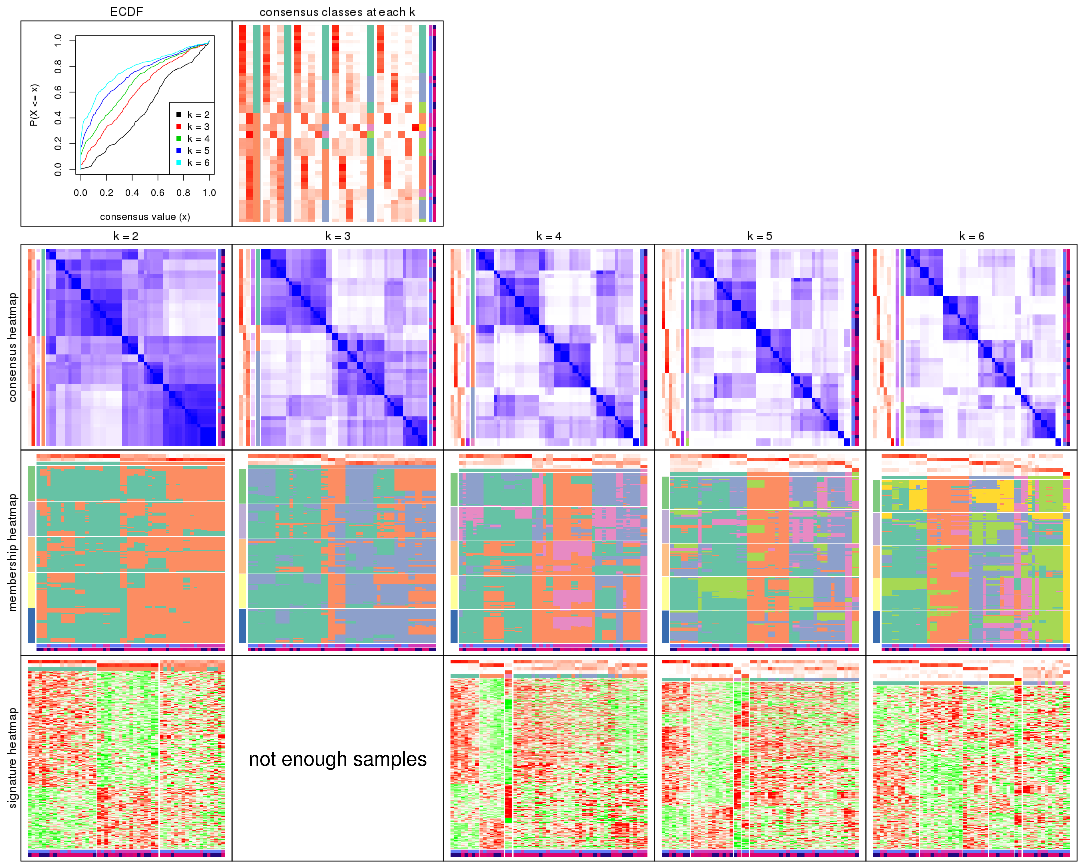 ECDF
consensus classes at each k
P(X <= x)
1.0
0.8
0.6
0.4
0.2
0.0
k = 2
k = 3
k = 4
k = 5
k = 6
0.0 0.2 0.4 0.6 0.8 1.0
consensus value (x)
k = 2
k = 3
k = 4
k = 5
k = 6
consensus heatmap
membership heatmap
signature heatmap
not enough samples